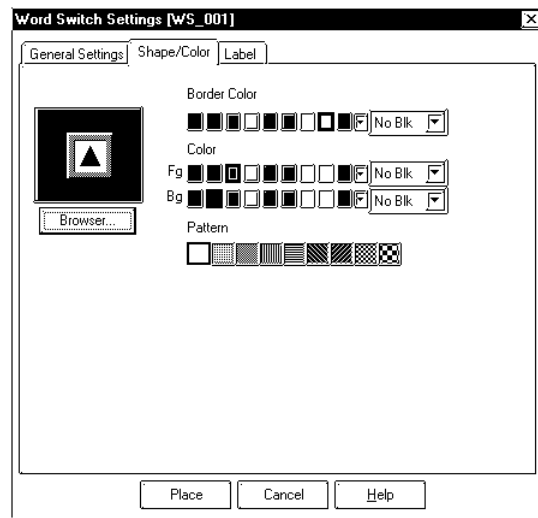 Word Switch Settings [WS_001]
General Settings Shape/Color Label
Border Color
No Blk
Color
Fg No Blk
Bg No Blk
Browser...
Pattern
Place Cancel Help